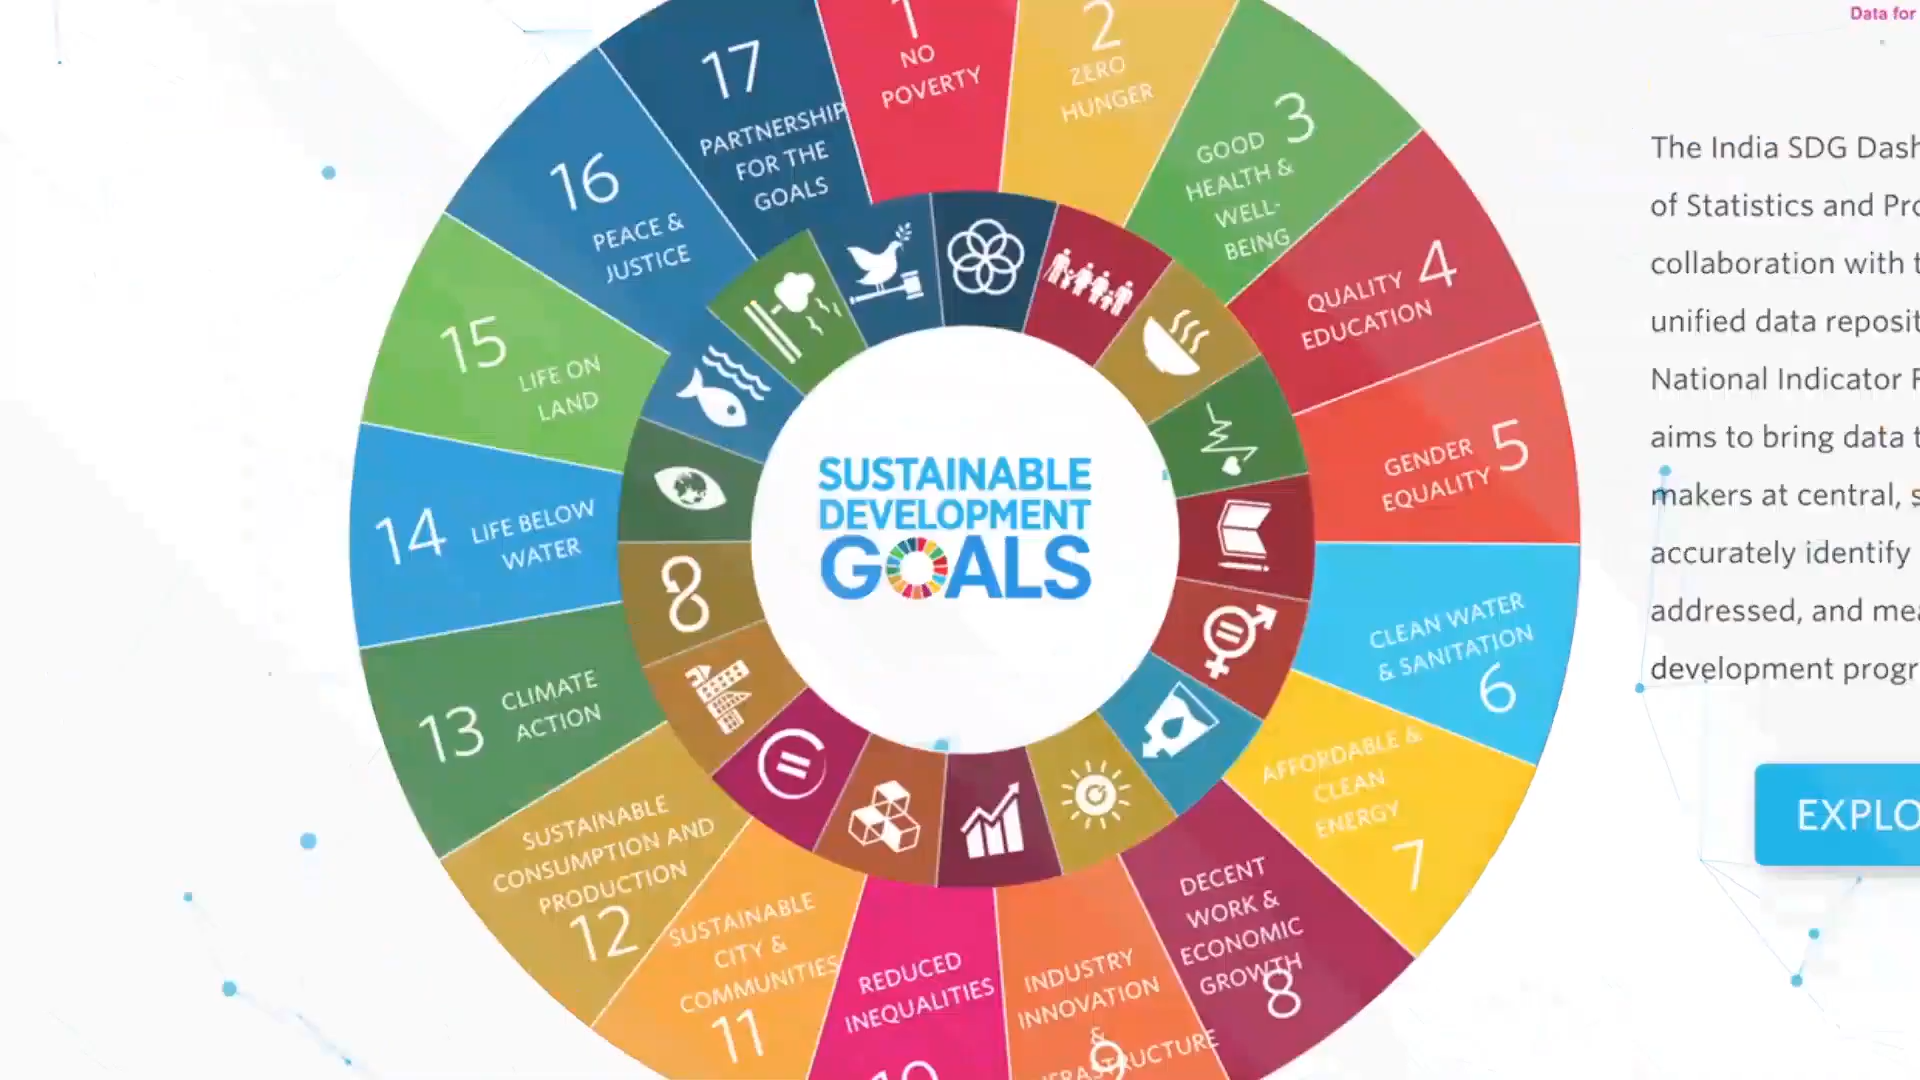 Data for
1
NO
POVERTY
2
ZERO
HUNGER
3
GOOD
HEALTH &
WELL-
BEING
4
QUALITY
EDUCATION
5
GENDER
EQUALITY
CLEAN WATER
& SANITATION
6
AFFORDABLE &
CLEAN
ENERGY
7
DECENT
WORK &
ECONOMIC
GROWTH
8
INDUSTRY
INNOVATION
&
9
REDUCED
INEQUALITIES
10
SUSTAINABLE
CITY &
COMMUNITIES
11
SUSTAINABLE
CONSUMPTION AND
PRODUCTION
12
13
CLIMATE
ACTION
14
LIFE BELOW
WATER
15
LIFE ON
LAND
16
PEACE &
JUSTICE
17
PARTNERSHIP
FOR THE
GOALS
SUSTAINABLE
DEVELOPMENT
GOALS
The India SDG Dash
of Statistics and Pro
collaboration with t
unified data reposit
National Indicator F
aims to bring data t
makers at central, s
accurately identify
addressed, and mea
development progr
EXPLO